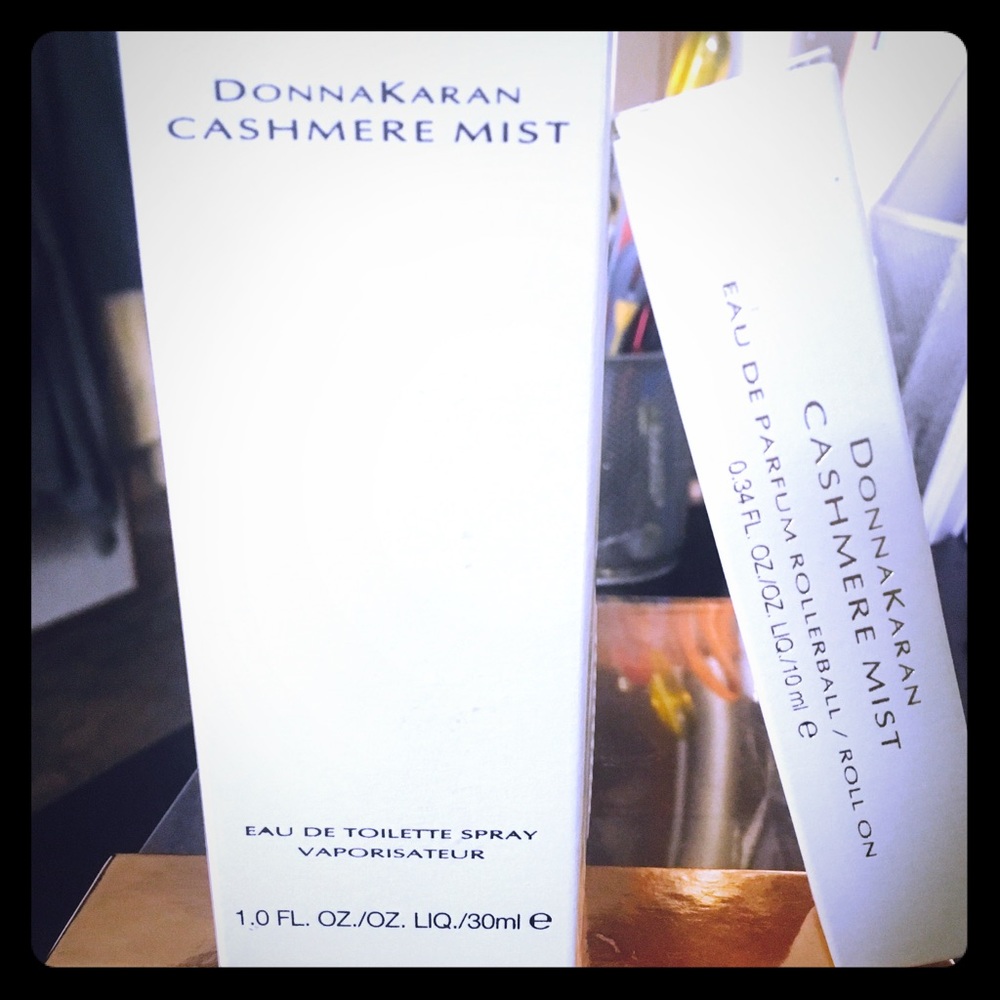 DONNAKARAN
CASHMERE MIST
EAU DE TOILETTE SPRAY
VAPORISATEUR
1.0 FL. OZ./OZ. LIQ./30ml e
DONNAKARAN
CASHMERE MIST
EAU DE PARFUM ROLLERBALL / ROLL ON
0.34 FL. OZ./OZ. LIQ./10 ml e